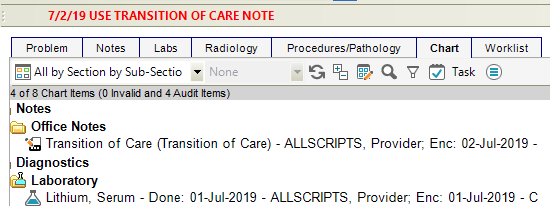 7/2/19 USE TRANSITION OF CARE NOTE
Problem Notes Labs Radiology Procedures/Pathology Chart Worklist
All by Section by Sub-Sectio None Task
4 of 8 Chart Items (0 Invalid and 4 Audit Items)
Notes
Office Notes
Transition of Care (Transition of Care) - ALLSCRIPTS, Provider; Enc: 02-Jul-2019 -
Diagnostics
Laboratory
Lithium, Serum - Done: 01-Jul-2019 - ALLSCRIPTS, Provider; Enc: 01-Jul-2019 - C